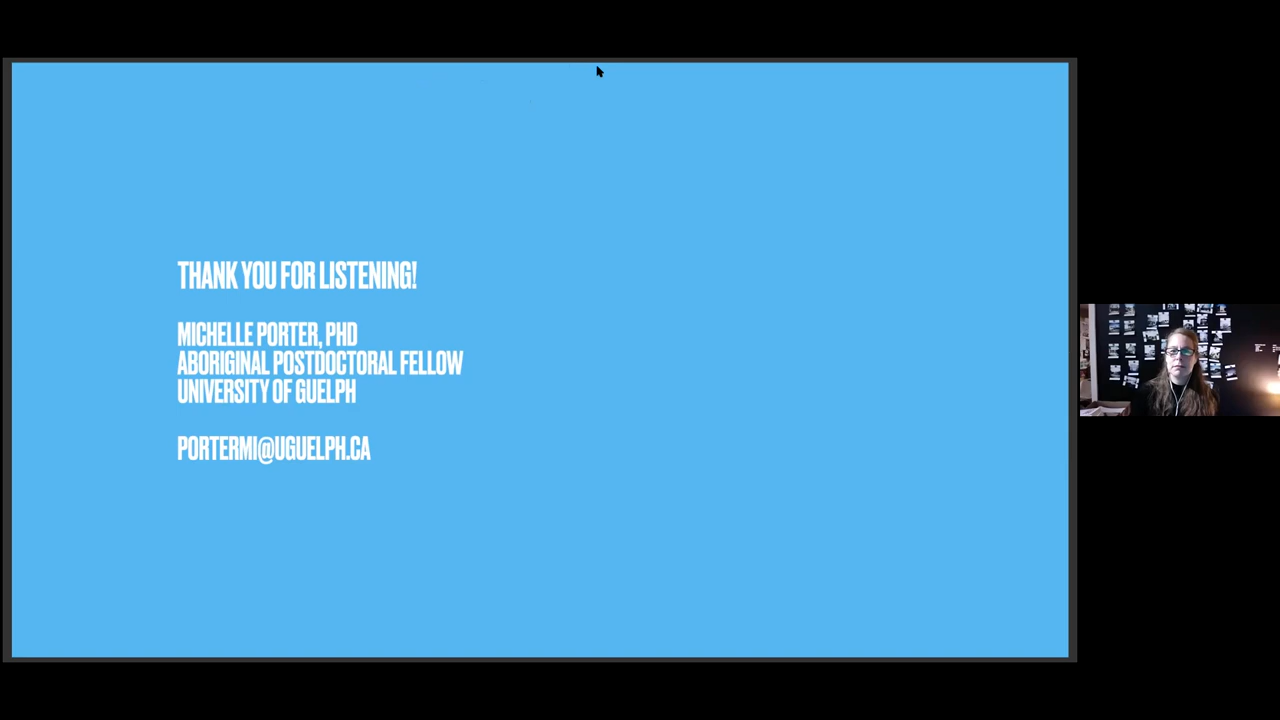 THANK YOU FOR LISTENING!
MICHELLE PORTER, PHD
ABORIGINAL POSTDOCTORAL FELLOW
UNIVERSITY OF GUELPH
PORTERMI@UGUELPH.CA